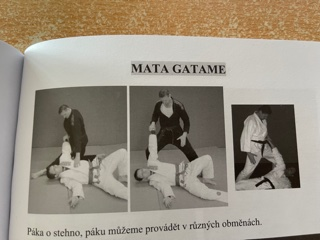 MATA GATAME
Páka o stehno, páku můžeme provádět v různých obměnách.